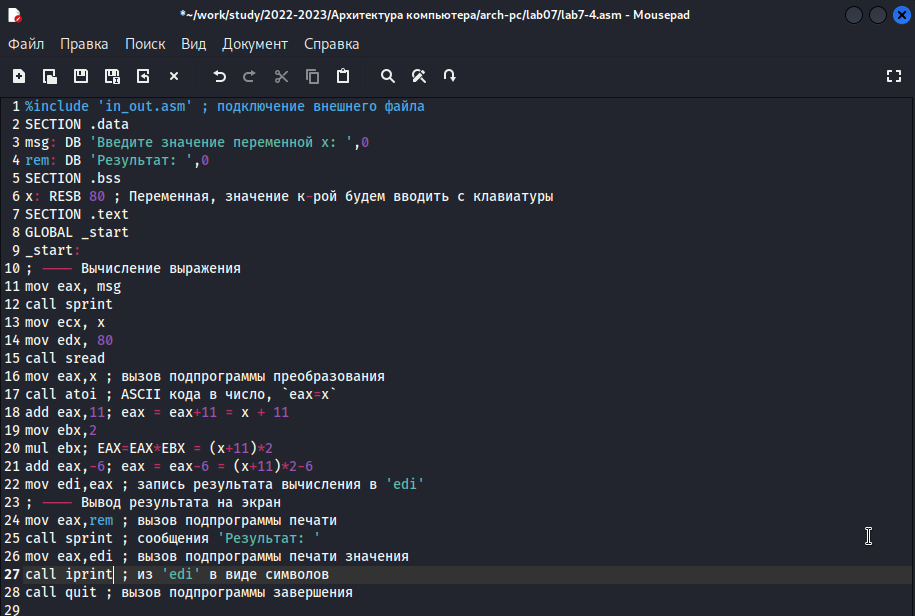 *~/work/study/2022-2023/Архитектура компьютера/arch-pc/lab07/lab7-4.asm - Mousepad
Файл Правка Поиск Вид Документ Справка
1 %include 'in_out.asm' ; подключение внешнего файла
2 SECTION .data
3 msg: DB 'Введите значение переменной x: ',0
4 rem: DB 'Результат: ',0
5 SECTION .bss
6 x: RESB 80 ; Переменная, значение к-рой будем вводить с клавиатуры
7 SECTION .text
8 GLOBAL _start
9 _start:
10 ; ---- Вычисление выражения
11 mov eax, msg
12 call sprint
13 mov ecx, x
14 mov edx, 80
15 call sread
16 mov eax,x ; вызов подпрограммы преобразования
17 call atoi ; ASCII кода в число, `eax=x`
18 add eax,11; eax = eax+11 = x + 11
19 mov ebx,2
20 mul ebx; EAX=EAX*EBX = (x+11)*2
21 add eax,-6; eax = eax-6 = (x+11)*2-6
22 mov edi,eax ; запись результата вычисления в 'edi'
23 ; ---- Вывод результата на экран
24 mov eax,rem ; вызов подпрограммы печати
25 call sprint ; сообщения 'Результат: '
26 mov eax,edi ; вызов подпрограммы печати значения
27 call iprint ; из 'edi' в виде символов
28 call quit ; вызов подпрограммы завершения
29